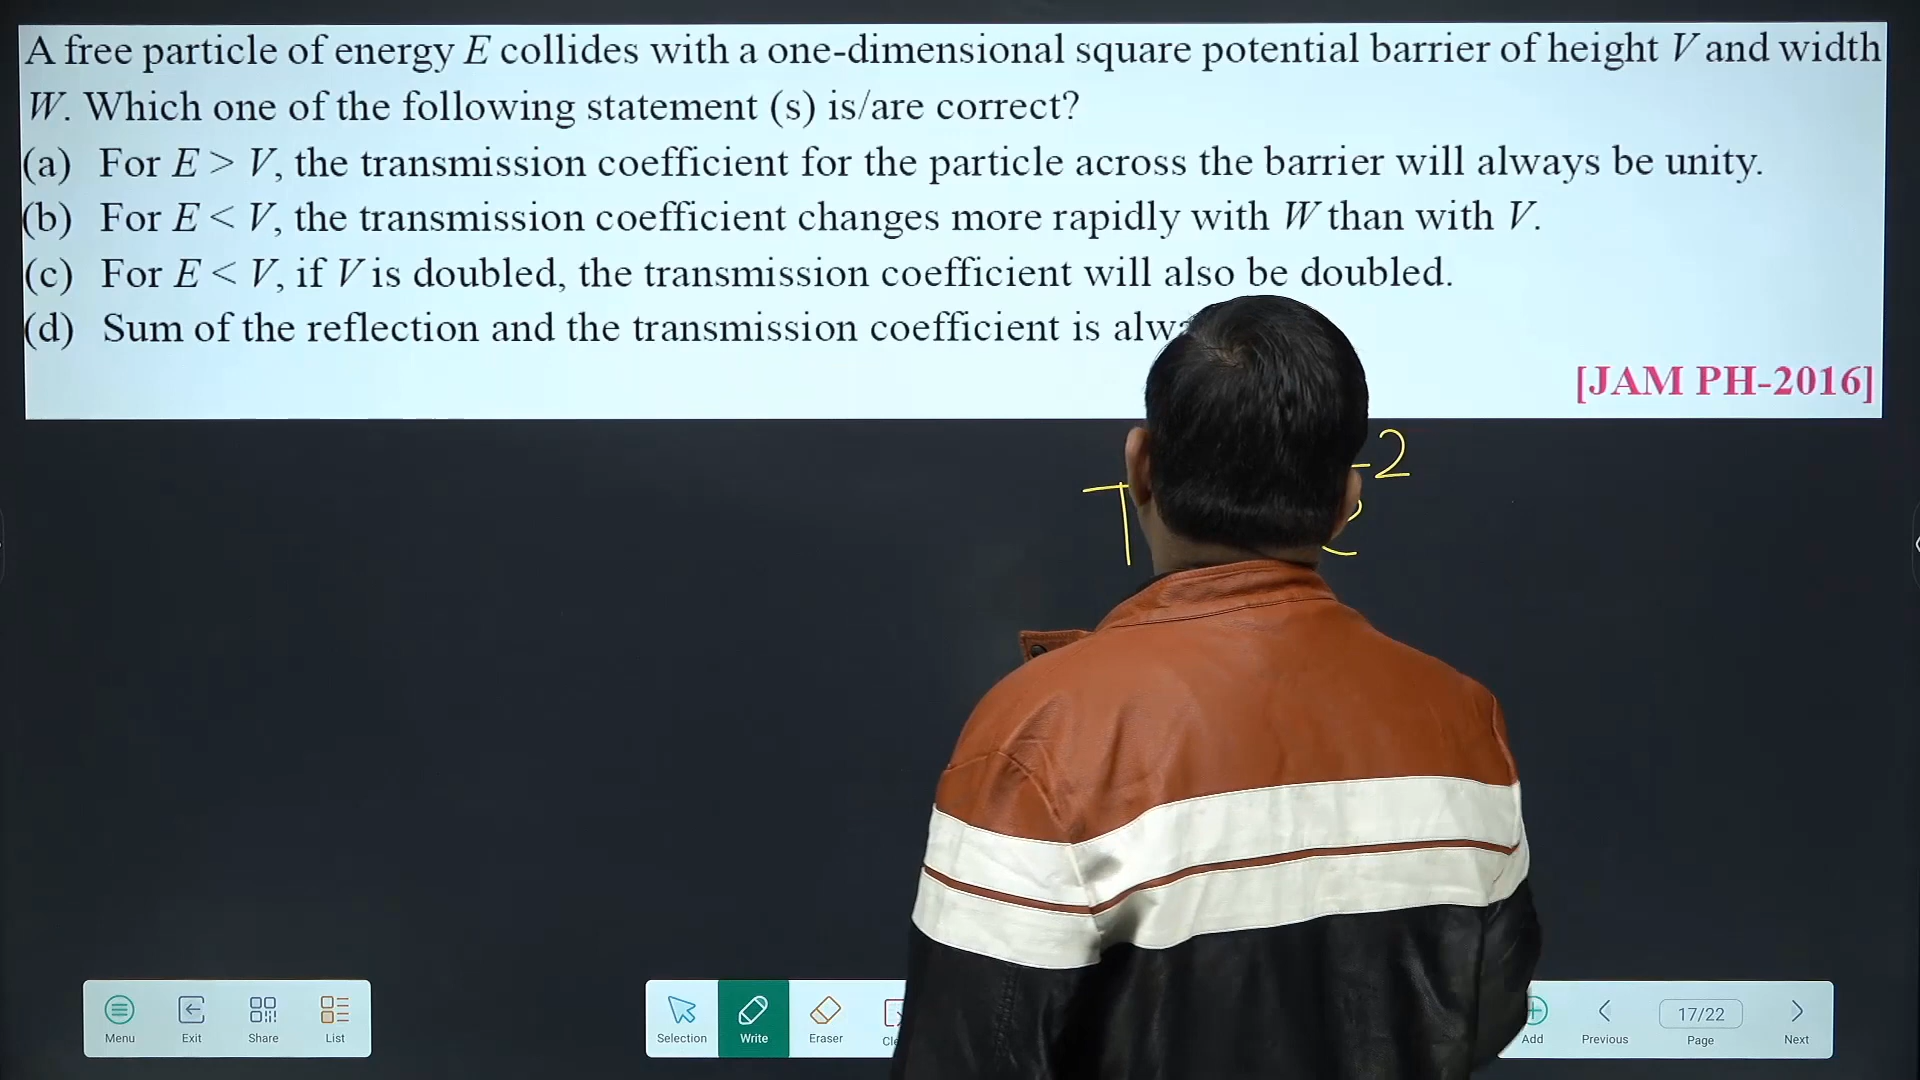 A free particle of energy E collides with a one-dimensional square potential barrier of height V and width
W. Which one of the following statement (s) is/are correct?
(a) For E > V, the transmission coefficient for the particle across the barrier will always be unity.
(b) For E < V, the transmission coefficient changes more rapidly with W than with V.
(c) For E < V, if V is doubled, the transmission coefficient will also be doubled.
(d) Sum of the reflection and the transmission coefficient is
[JAM PH-2016]
T
-2
Menu Exit Share List Selection Write Eraser Add Previous 17/22 Page Next